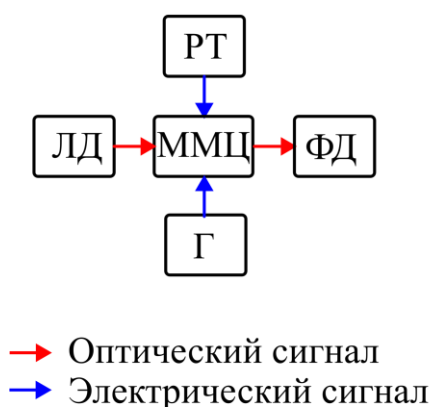 РТ
ЛД
ММЦ
ФД
Г
Оптический сигнал
Электрический сигнал